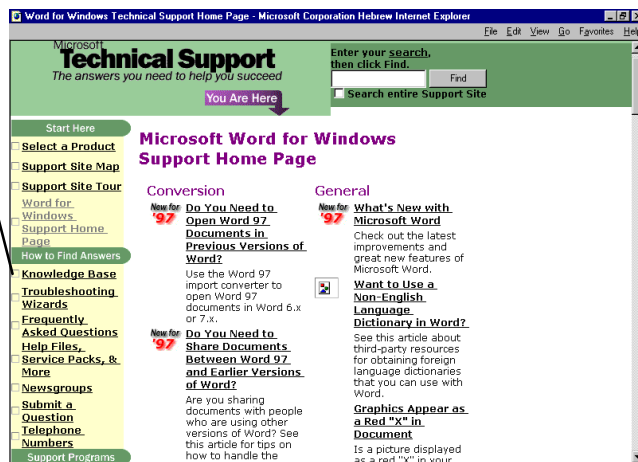 Word for Windows Technical Support Home Page - Microsoft Corporation Hebrew Internet Explorer
File Edit View Go Favorites Help
Microsoft
Technical Support
The answers you need to help you succeed
You Are Here
Enter your search,
then click Find.
Find
Search entire Support Site
Start Here
Select a Product
Support Site Map
Support Site Tour
Word for
Windows
Support Home
Page
How to Find Answers
Knowledge Base
Troubleshooting
Wizards
Frequently
Asked Questions
Help Files,
Service Packs, &
More
Newsgroups
Submit a
Question
Telephone
Numbers
Support Programs
Microsoft Word for Windows
Support Home Page
Conversion
New for
'97
Do You Need to
Open Word 97
Documents in
Previous Versions of
Word?
Use the Word 97
import converter to
open Word 97
documents in Word 6.x
or 7.x.
New for
'97
Do You Need to
Share Documents
Between Word 97
and Earlier Versions
of Word?
Are you sharing
documents with people
who are using other
versions of Word? See
this article for tips on
how to handle the
General
New for
'97
What's New with
Microsoft Word
Check out the latest
improvements and
great new features of
Microsoft Word.
Want to Use a
Non-English
Language
Dictionary in Word?
See this article about
third-party resources
for obtaining foreign
language dictionaries
that you can use with
Word.
Graphics Appear as
a Red "X" in
Document
Is a picture displayed
as a red "X" in your